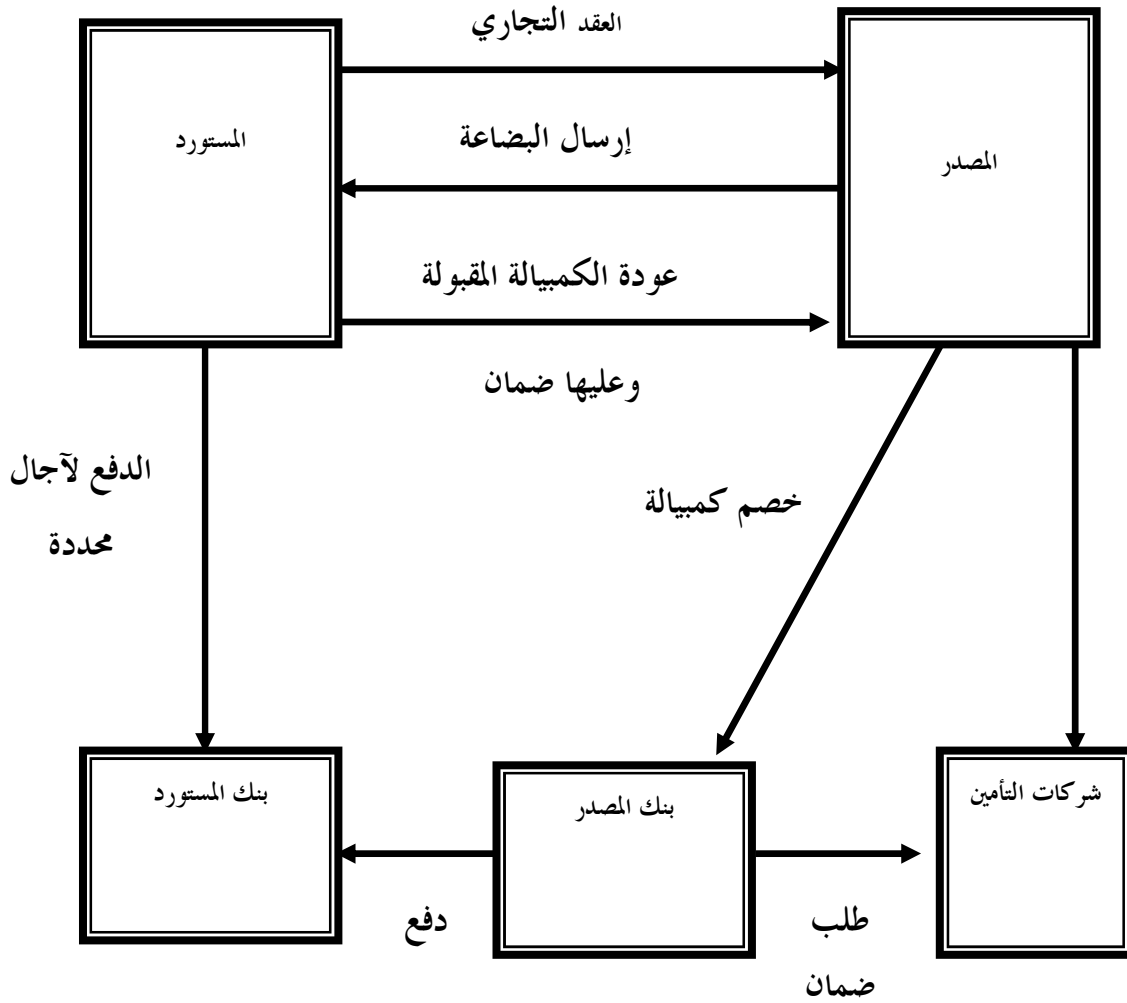 العقد التجاري
المستورد
إرسال البضاعة
المصدر
عودة الكمبيالة المقبولة
وعليها ضمان
الدفع لآجال
محددة
خصم كمبيالة
بنك المستورد
بنك المصدر
شركات التأمين
دفع
طلب
ضمان